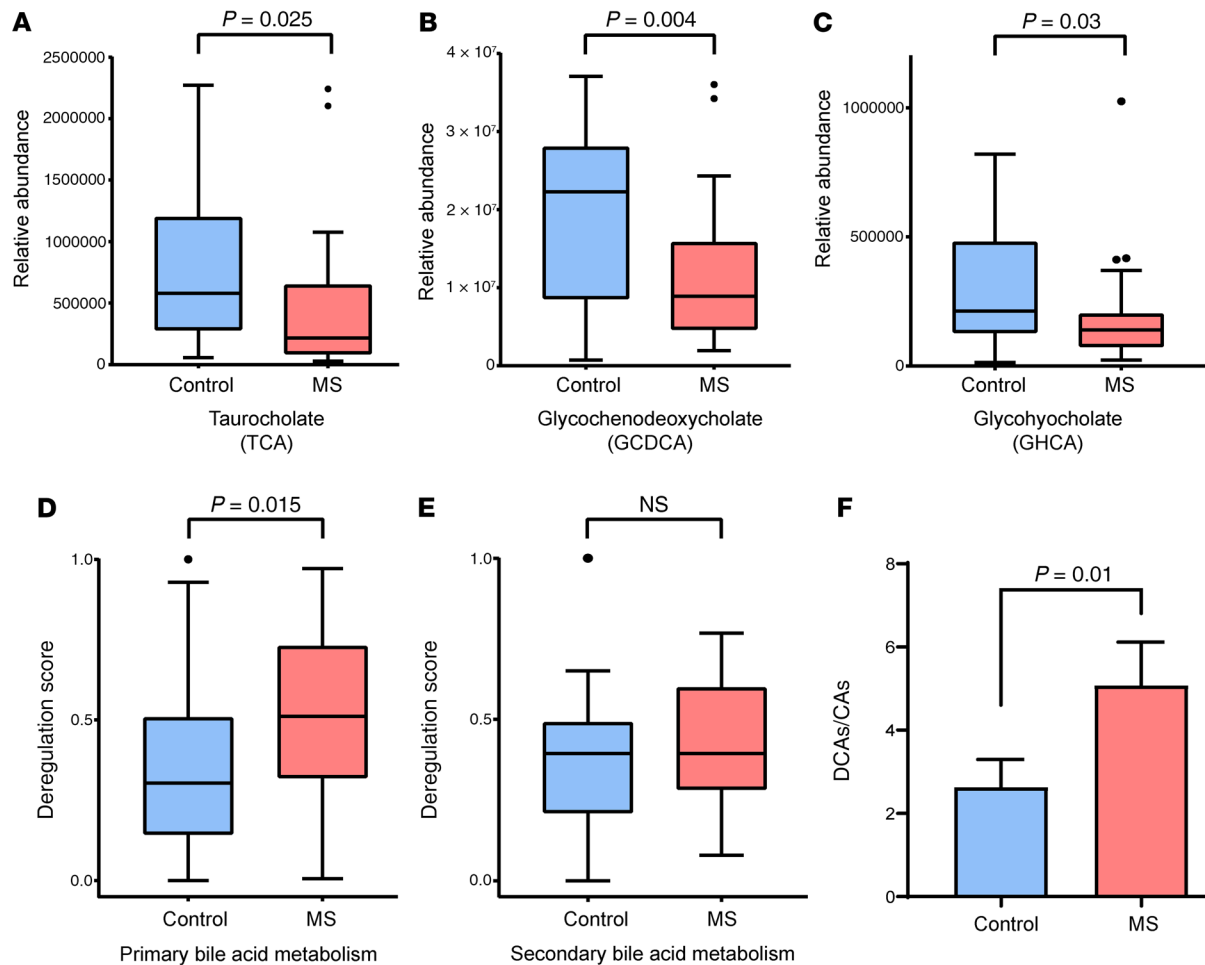 A
P = 0.025
2500000
2000000
1500000
1000000
500000
0
Relative abundance
Control
MS
Taurocholate
(TCA)
B
P = 0.004
4 × 10⁷
3 × 10⁷
2 × 10⁷
1 × 10⁷
0
Relative abundance
Control
MS
Glycochenodeoxycholate
(GCDCA)
C
P = 0.03
1000000
500000
0
Relative abundance
Control
MS
Glycohyocholate
(GHCA)
D
P = 0.015
1.0
0.5
0.0
Deregulation score
Control
MS
Primary bile acid metabolism
E
NS
1.0
0.5
0.0
Deregulation score
Control
MS
Secondary bile acid metabolism
F
P = 0.01
8
6
4
2
0
DCAs/CAs
Control
MS